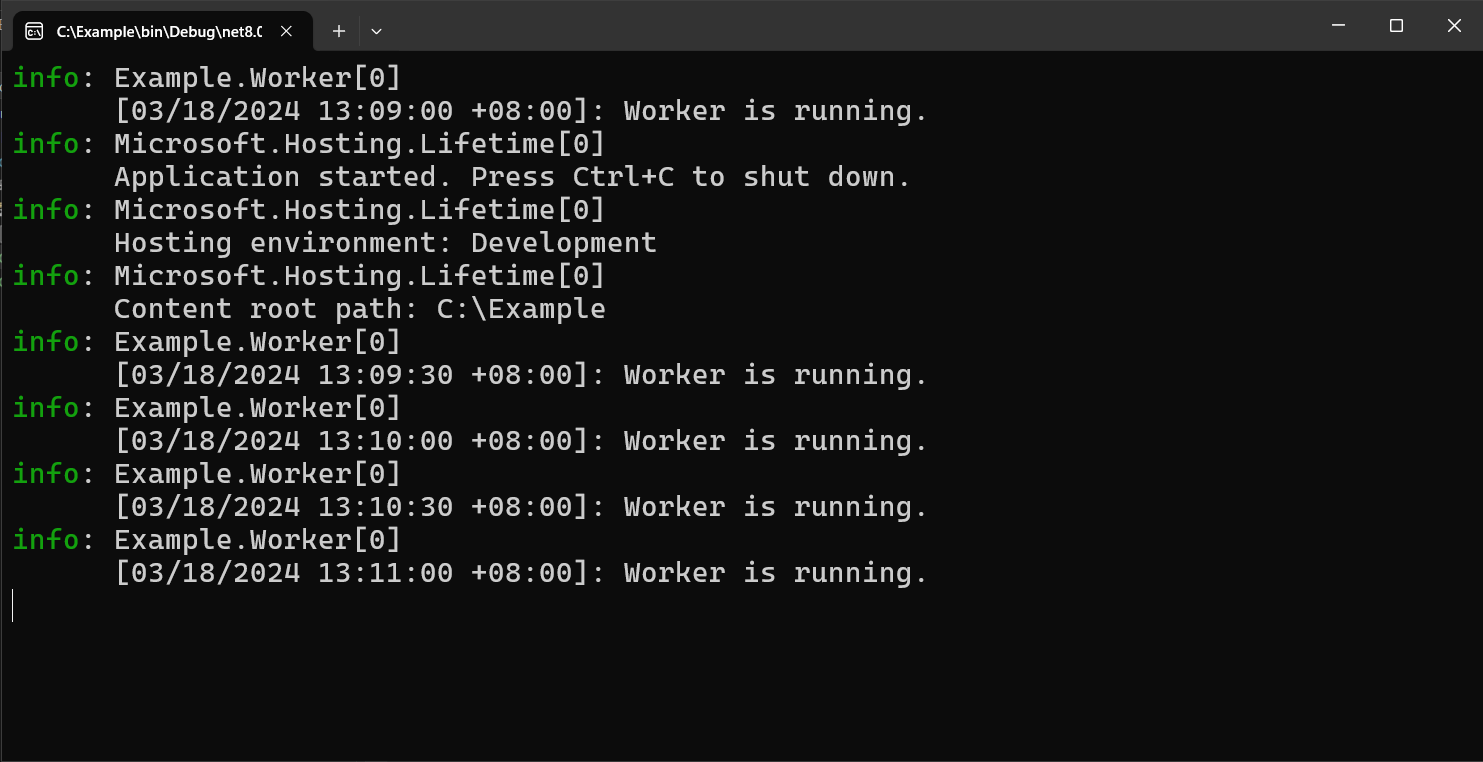 C:\Example\bin\Debug\net8.0
info: Example.Worker[0]
[03/18/2024 13:09:00 +08:00]: Worker is running.
info: Microsoft.Hosting.Lifetime[0]
Application started. Press Ctrl+C to shut down.
info: Microsoft.Hosting.Lifetime[0]
Hosting environment: Development
info: Microsoft.Hosting.Lifetime[0]
Content root path: C:\Example
info: Example.Worker[0]
[03/18/2024 13:09:30 +08:00]: Worker is running.
info: Example.Worker[0]
[03/18/2024 13:10:00 +08:00]: Worker is running.
info: Example.Worker[0]
[03/18/2024 13:10:30 +08:00]: Worker is running.
info: Example.Worker[0]
[03/18/2024 13:11:00 +08:00]: Worker is running.